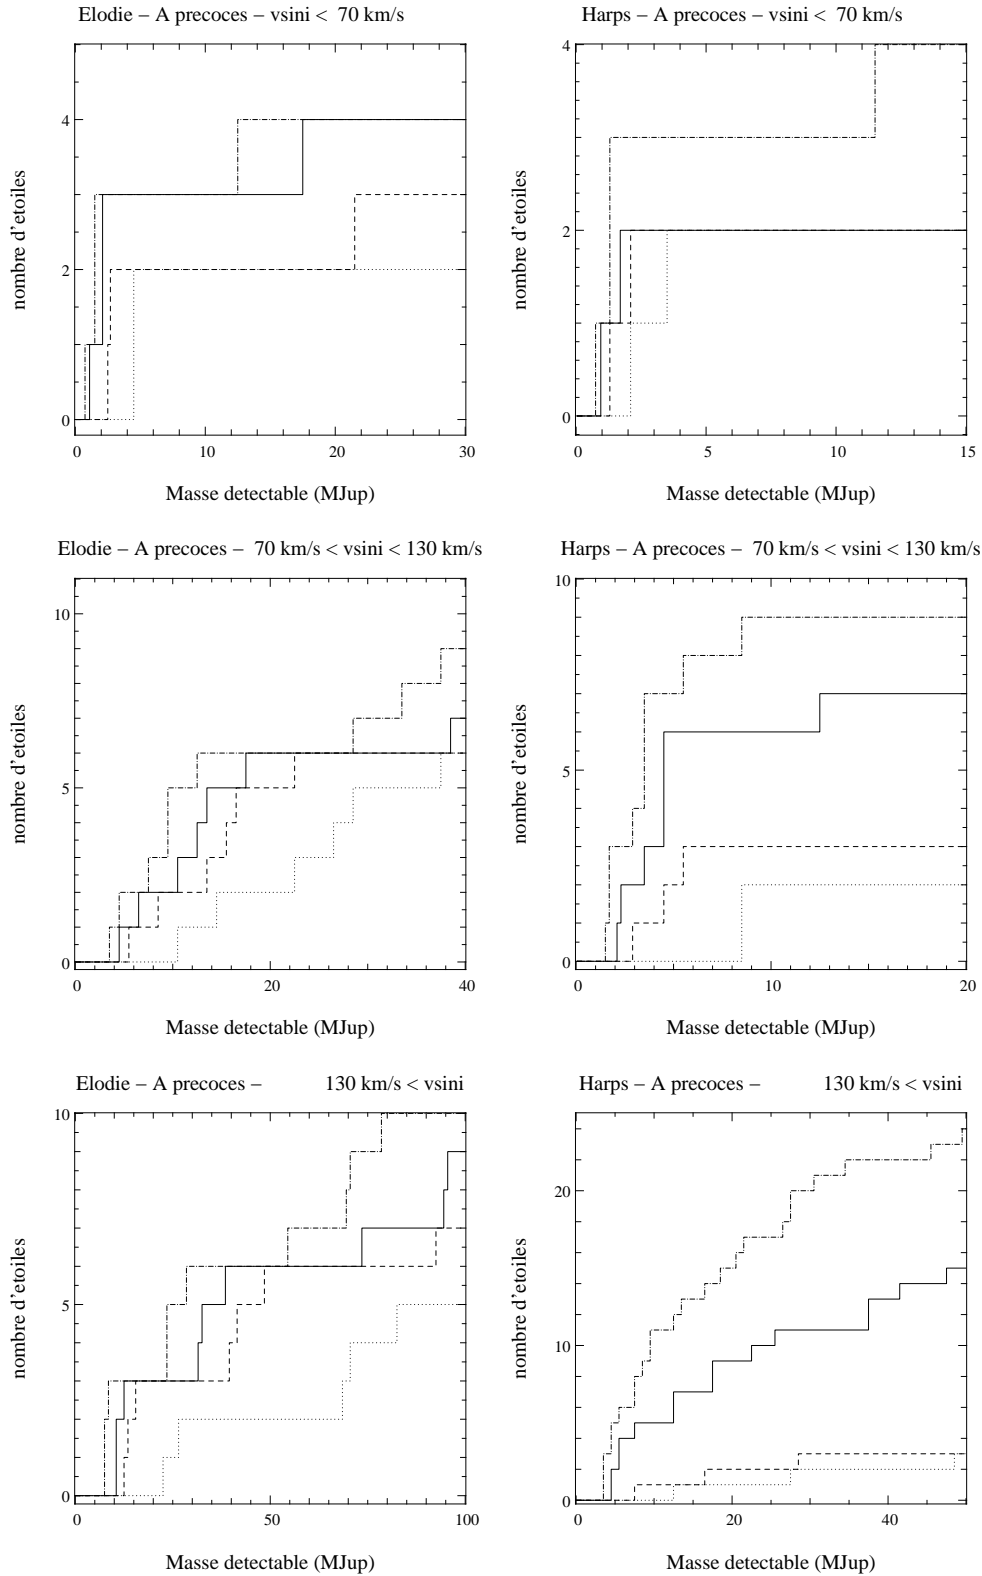 Elodie – A precoces – vsini < 70 km/s
nombre d'etoiles
4
2
0
0 10 20 30
Masse detectable (MJup)
Harps – A precoces – vsini < 70 km/s
nombre d'etoiles
4
2
0
0 5 10 15
Masse detectable (MJup)
Elodie – A precoces – 70 km/s < vsini < 130 km/s
nombre d'etoiles
10
5
0
0 20 40
Masse detectable (MJup)
Harps – A precoces – 70 km/s < vsini < 130 km/s
nombre d'etoiles
10
5
0
0 10 20
Masse detectable (MJup)
Elodie – A precoces – 130 km/s < vsini
nombre d'etoiles
10
5
0
0 50 100
Masse detectable (MJup)
Harps – A precoces – 130 km/s < vsini
nombre d'etoiles
20
10
0
0 20 40
Masse detectable (MJup)